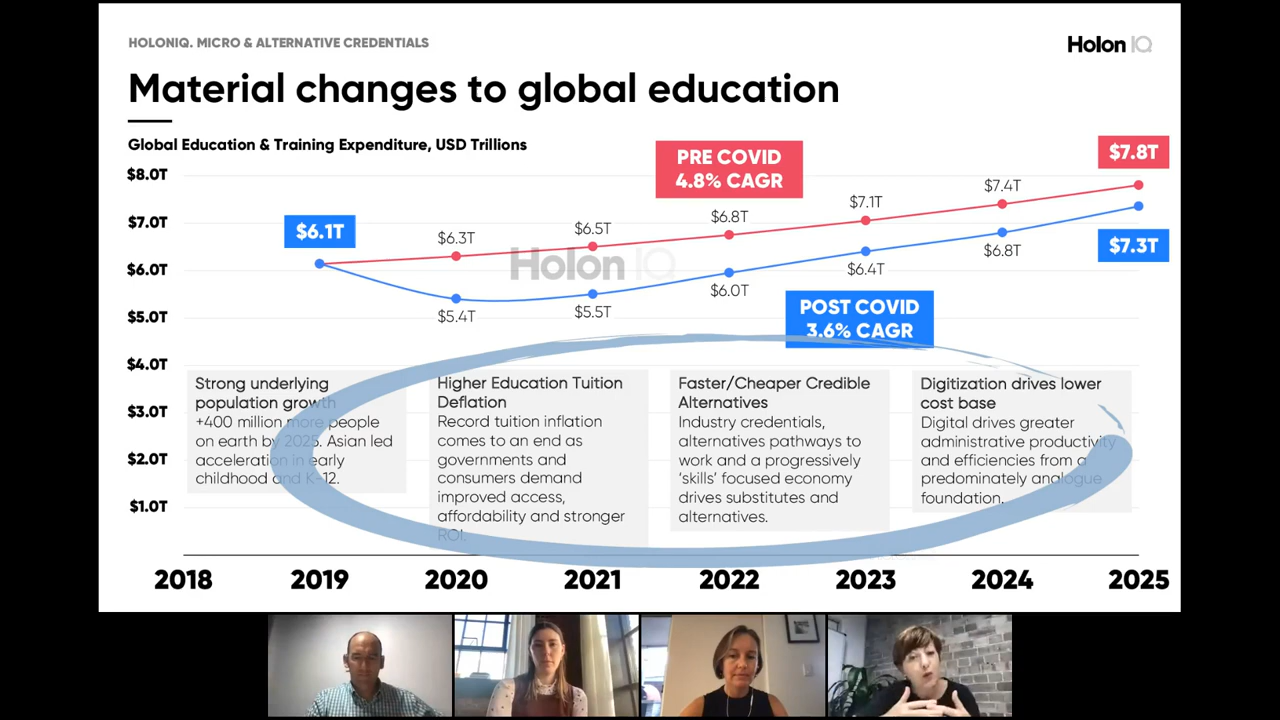 HOLONIQ. MICRO & ALTERNATIVE CREDENTIALS
Holon IQ
Material changes to global education
Global Education & Training Expenditure, USD Trillions
$8.0T
$7.0T
$6.0T
$5.0T
$4.0T
$3.0T
$2.0T
$1.0T
PRE COVID
4.8% CAGR
$7.8T
$7.4T
$7.1T
$6.8T
$6.5T
$6.3T
$6.1T
Holon IQ
$5.4T
$5.5T
$6.0T
$6.4T
$6.8T
$7.3T
POST COVID
3.6% CAGR
Strong underlying
population growth
+400 million more people
on earth by 2025. Asian led
acceleration in early
childhood and K-12.
Higher Education Tuition
Deflation
Record tuition inflation
comes to an end as
governments and
consumers demand
improved access,
affordability and stronger
ROI.
Faster/Cheaper Credible
Alternatives
Industry credentials,
alternatives pathways to
work and a progressively
‘skills’ focused economy
drives substitutes and
alternatives.
Digitization drives lower
cost base
Digital drives greater
administrative productivity
and efficiencies from a
predominately analogue
foundation.
2018 2019 2020 2021 2022 2023 2024 2025